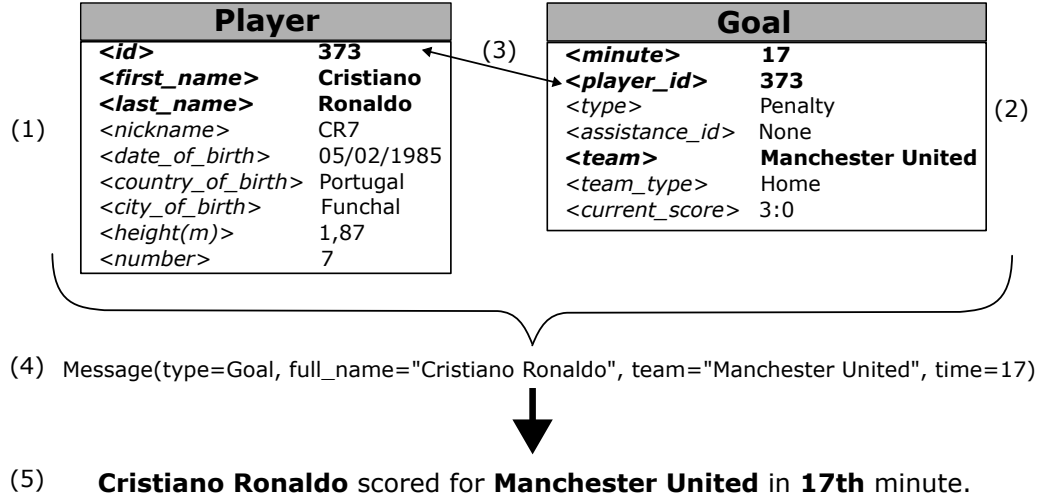 Player
<id> 373
<first_name> Cristiano
<last_name> Ronaldo
<nickname> CR7
<date_of_birth> 05/02/1985
<country_of_birth> Portugal
<city_of_birth> Funchal
<height(m)> 1,87
<number> 7
(1)
(3)
Goal
<minute> 17
<player_id> 373
<type> Penalty
<assistance_id> None
<team> Manchester United
<team_type> Home
<current_score> 3:0
(2)
(4) Message(type=Goal, full_name="Cristiano Ronaldo", team="Manchester United", time=17)
(5) Cristiano Ronaldo scored for Manchester United in 17th minute.